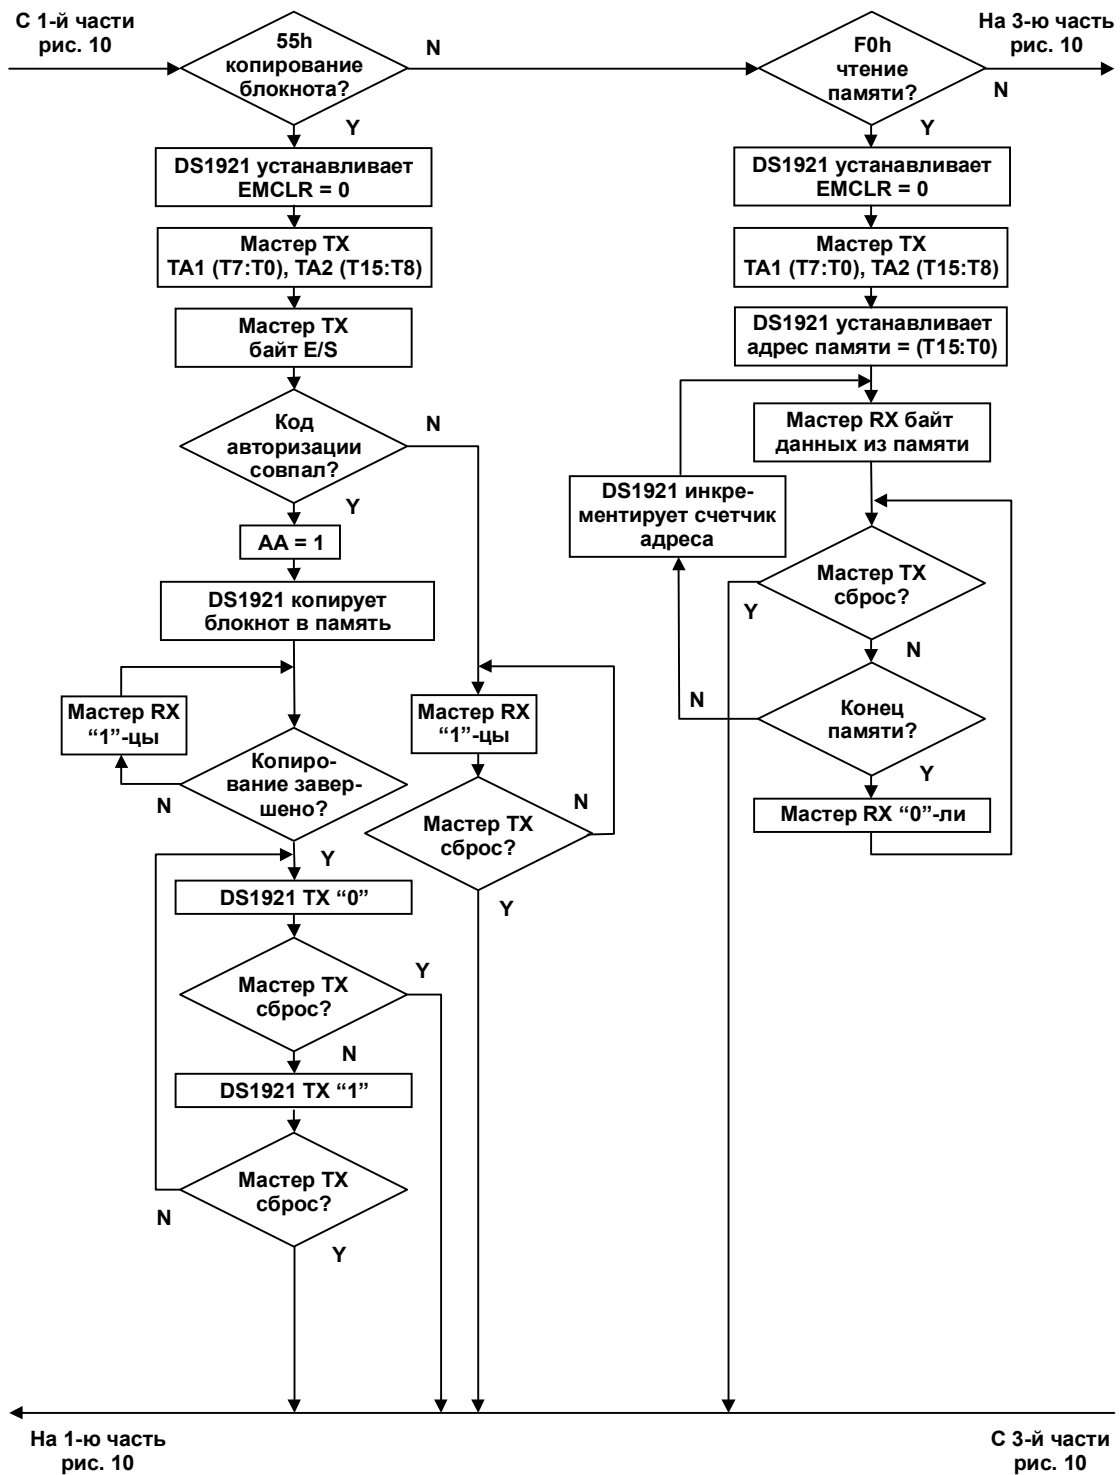 С 1-й части
рис. 10
55h
копирование
блокнота?
N
Y
DS1921 устанавливает
EMCLR = 0
Мастер TX
TA1 (T7:T0), TA2 (T15:T8)
Мастер TX
байт E/S
Код
авторизации
совпал?
N
Y
AA = 1
DS1921 копирует
блокнот в память
Мастер RX
“1”-цы
Копиро-
вание завер-
шено?
N
Y
DS1921 TX “0”
Мастер TX
сброс?
Y
N
DS1921 TX “1”
Мастер TX
сброс?
N
Y
Мастер RX
“1”-цы
Мастер TX
сброс?
N
Y
На 3-ю часть
рис. 10
F0h
чтение
памяти?
N
Y
DS1921 устанавливает
EMCLR = 0
Мастер TX
TA1 (T7:T0), TA2 (T15:T8)
DS1921 устанавливает
адрес памяти = (T15:T0)
Мастер RX байт
данных из памяти
DS1921 инкре-
ментирует счетчик
адреса
Мастер TX
сброс?
Y
N
Конец
памяти?
N
Y
Мастер RX “0”-ли
На 1-ю часть
рис. 10
С 3-й части
рис. 10